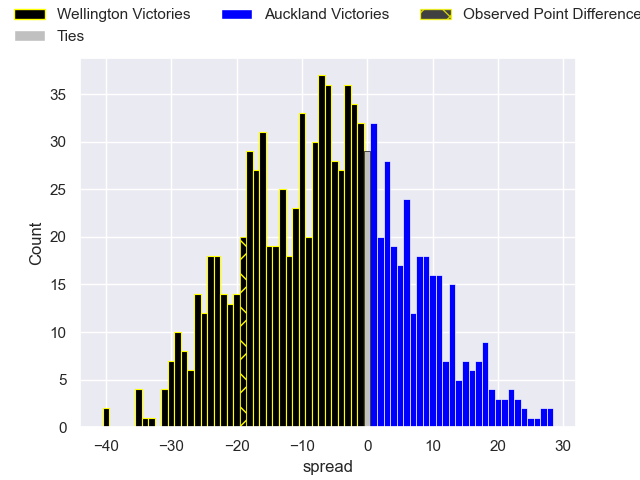 Wellington Victories
Auckland Victories
Observed Point Difference
Ties
35
30
25
20
15
10
5
0
Count
−40
−30
−20
−10
0
10
20
30
spread